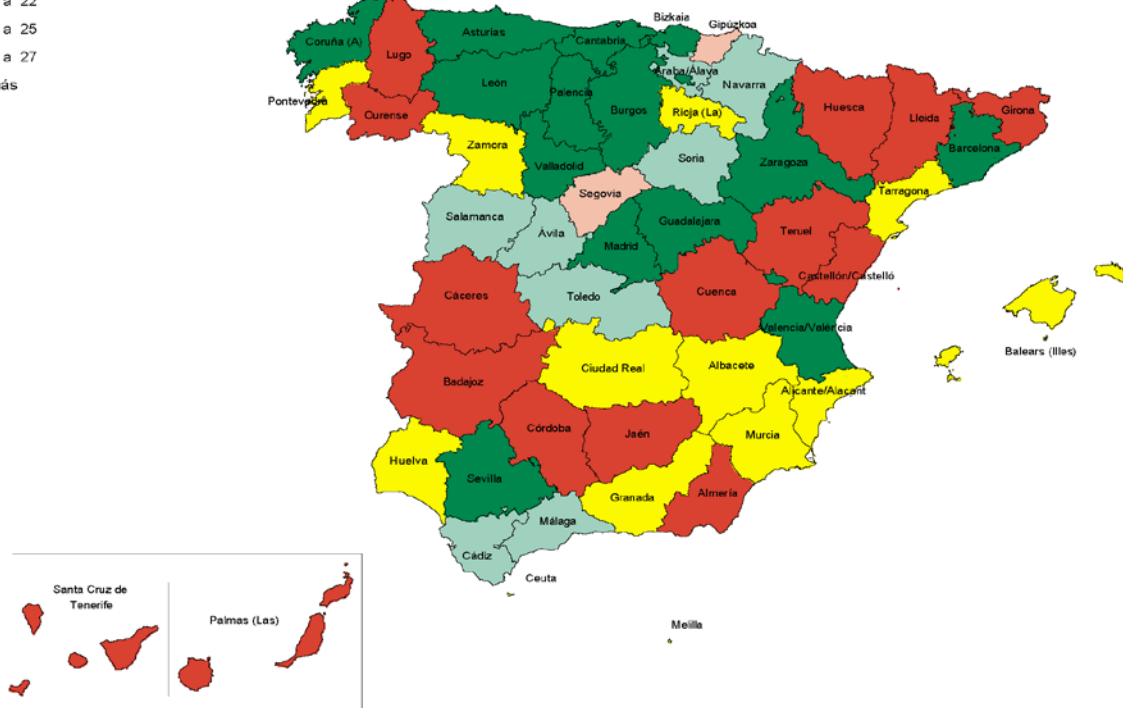 a 22
a 25
a 27
ás
Bizkaia
Gipúzkoa
Asturias
Cantabria
Coruña (A)
Lugo
Araba/Álava
Navarra
León
Palencia
Burgos
Pontevedra
Rioja (La)
Huesca
Lleida
Girona
Ourense
Zamora
Barcelona
Valladolid
Soria
Zaragoza
Segovia
Tarragona
Salamanca
Ávila
Guadalajara
Madrid
Teruel
Castellón/Castelló
Cáceres
Toledo
Cuenca
Valencia/Valéncia
Balears (Illes)
Ciudad Real
Albacete
Badajoz
Alicante/Alacant
Córdoba
Jaén
Murcia
Huelva
Sevilla
Granada
Almería
Málaga
Cádiz
Ceuta
Santa Cruz de
Tenerife
Palmas (Las)
Melilla